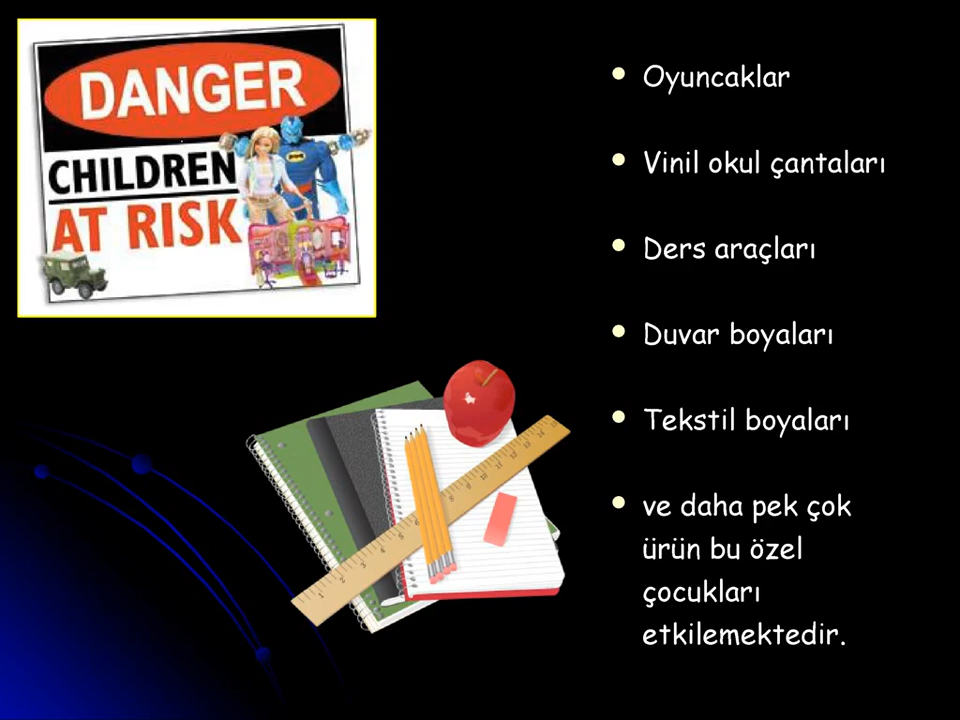 DANGER
CHILDREN
AT RISK
• Oyuncaklar
• Vinil okul çantaları
• Ders araçları
• Duvar boyaları
• Tekstil boyaları
• ve daha pek çok
ürün bu özel
çocukları
etkilemektedir.